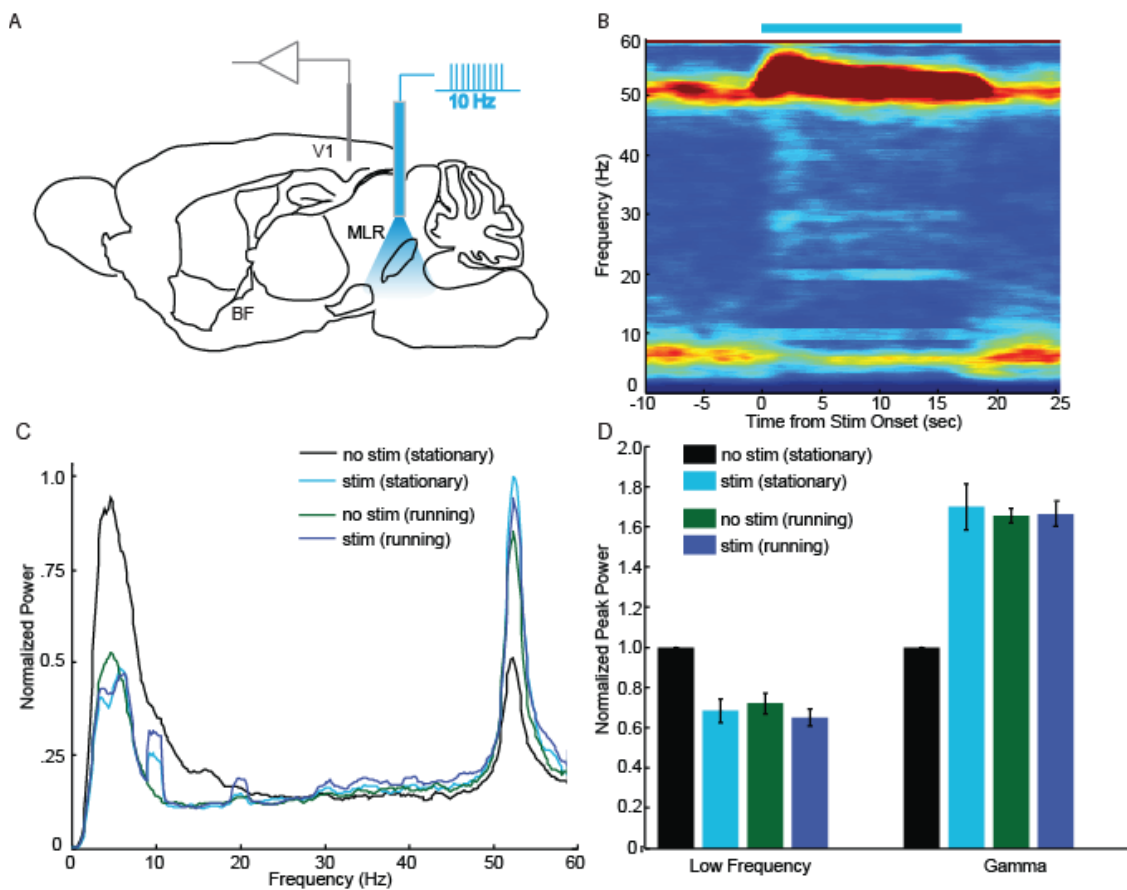 A
10 Hz
V1
MLR
BF
B
60
50
40
30
20
10
0
Frequency (Hz)
-10
-5
0
5
10
15
20
25
Time from Stim Onset (sec)
C
no stim (stationary)
stim (stationary)
no stim (running)
stim (running)
1.0
.75
0.5
.25
0
Normalized Power
0
10
20
30
40
50
60
Frequency (Hz)
D
no stim (stationary)
stim (stationary)
no stim (running)
stim (running)
2.0
1.8
1.6
1.4
1.2
1.0
0.8
0.6
0.4
0.2
0
Normalized Peak Power
Low Frequency
Gamma